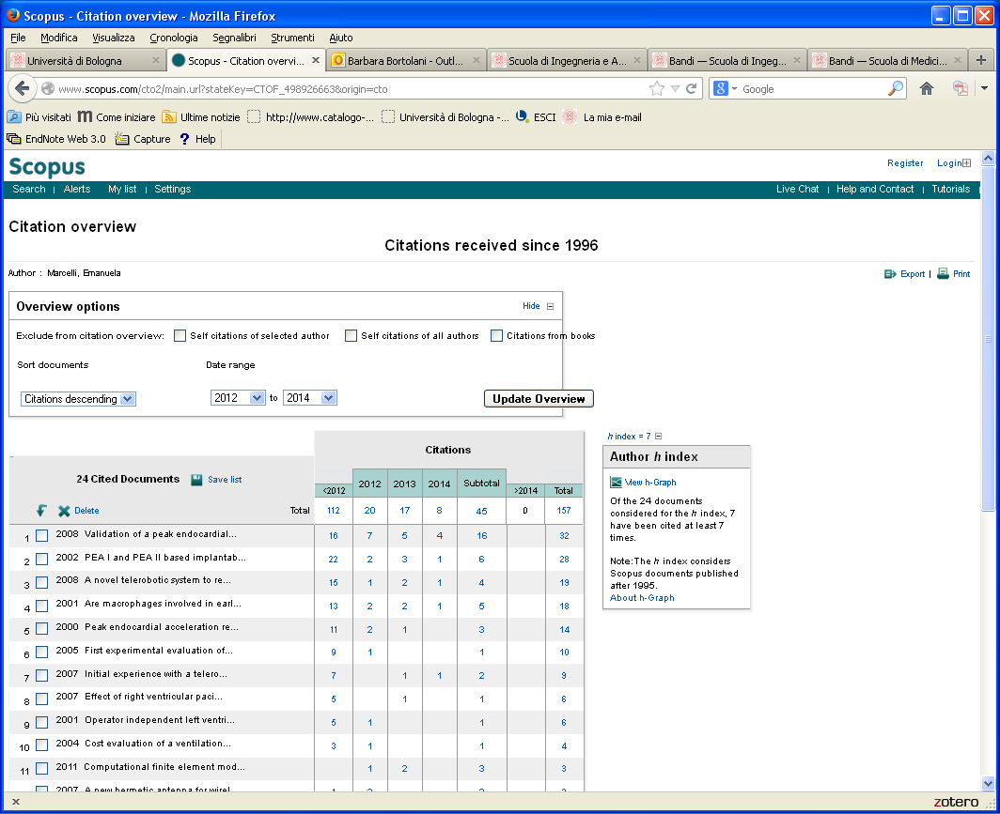 Scopus - Citation overview - Mozilla Firefox
File Modifica Visualizza Cronologia Segnalibri Strumenti Aiuto
Università di Bologna × Scopus - Citation overvi... × Barbara Bortolani - Outl... × Scuola di Ingegneria e A... × Bandi — Scuola di Ingeg... × Bandi — Scuola di Medici... × +
www.scopus.com/cto2/main.url?stateKey=CTOF_498926663&origin=cto Google
Più visitati Come iniziare Ultime notizie http://www.catalogo-... Università di Bologna -... ESCI La mia e-mail
EndNote Web 3.0 Capture ? Help
Scopus Register Login
Search | Alerts My list | Settings Live Chat | Help and Contact | Tutorials
Citation overview
Citations received since 1996
Author : Marcelli, Emanuela Export | Print
Overview options Hide
Exclude from citation overview: Self citations of selected author Self citations of all authors Citations from books
Sort documents Date range
Citations descending 2012 to 2014 Update Overview
h index = 7
Citations
Author h index
24 Cited Documents Save list
<2012 2012 2013 2014 Subtotal >2014 Total
Delete Total 112 20 17 8 45 0 157
View h-Graph
Of the 24 documents
considered for the h index, 7
have been cited at least 7
times.
Note:The h index considers
Scopus documents published
after 1995.
About h-Graph
1 2008 Validation of a peak endocardial... 16 7 5 4 16 32
2 2002 PEA I and PEA II based implantab... 22 2 3 1 6 28
3 2008 A novel telerobotic system to re... 15 1 2 1 4 19
4 2001 Are macrophages involved in earl... 13 2 2 1 5 18
5 2000 Peak endocardial acceleration re... 11 2 1 3 14
6 2005 First experimental evaluation of... 9 1 1 10
7 2007 Initial experience with a telero... 7 1 1 2 9
8 2007 Effect of right ventricular paci... 5 1 1 6
9 2001 Operator independent left ventri... 5 1 1 6
10 2004 Cost evaluation of a ventilation... 3 1 1 4
11 2011 Computational finite element mod... 1 2 3 3
2007 A new hermetic antenna for wirel...
× zotero